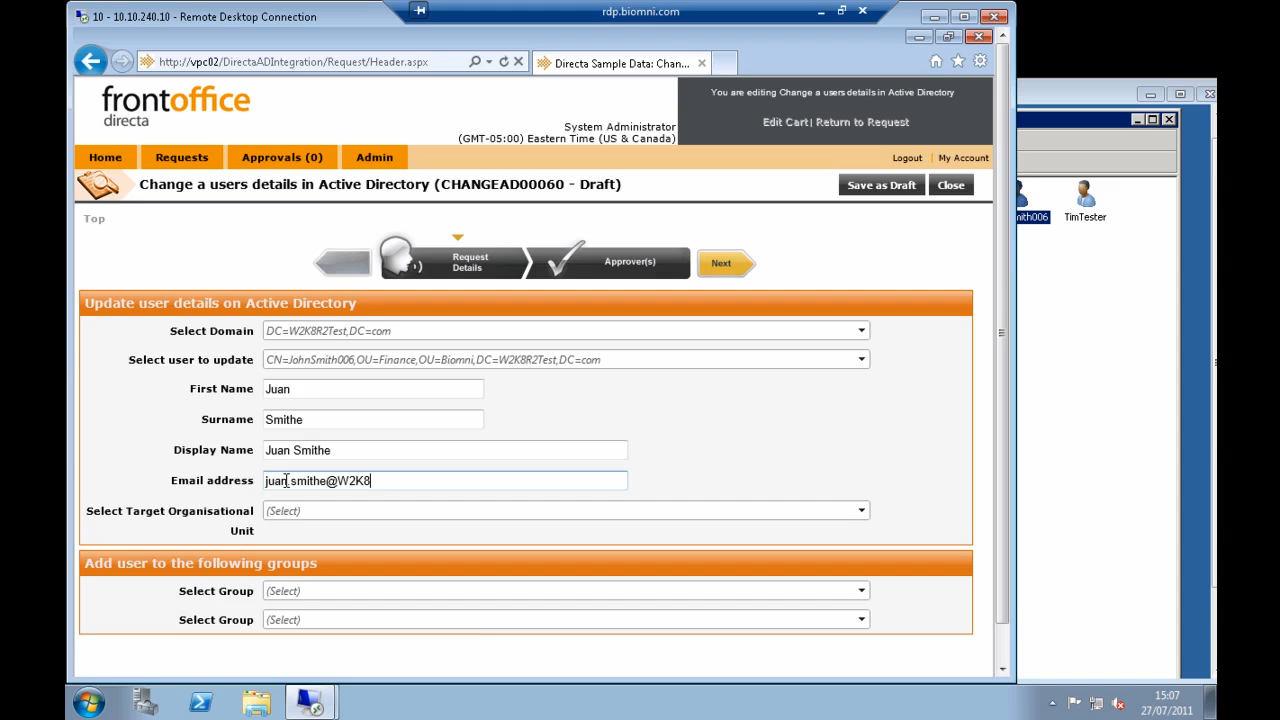 10 - 10.10.240.10 - Remote Desktop Connection
rdp.biomni.com
http://vpc02/DirectaADIntegration/Request/Header.aspx
Directa Sample Data: Chan...
frontoffice
directa
You are editing Change a users details in Active Directory
Edit Cart | Return to Request
System Administrator
(GMT-05:00) Eastern Time (US & Canada)
Home
Requests
Approvals (0)
Admin
Logout
My Account
Change a users details in Active Directory (CHANGEAD00060 - Draft)
Save as Draft
Close
mith006
TimTester
Top
Request
Details
Approver(s)
Next
Update user details on Active Directory
Select Domain
DC=W2K8R2Test,DC=com
Select user to update
CN=JohnSmith006,OU=Finance,OU=Biomni,DC=W2K8R2Test,DC=com
First Name
Juan
Surname
Smithe
Display Name
Juan Smithe
Email address
juan.smithe@W2K8
Select Target Organisational
Unit
(Select)
Add user to the following groups
Select Group
(Select)
Select Group
(Select)
15:07
27/07/2011